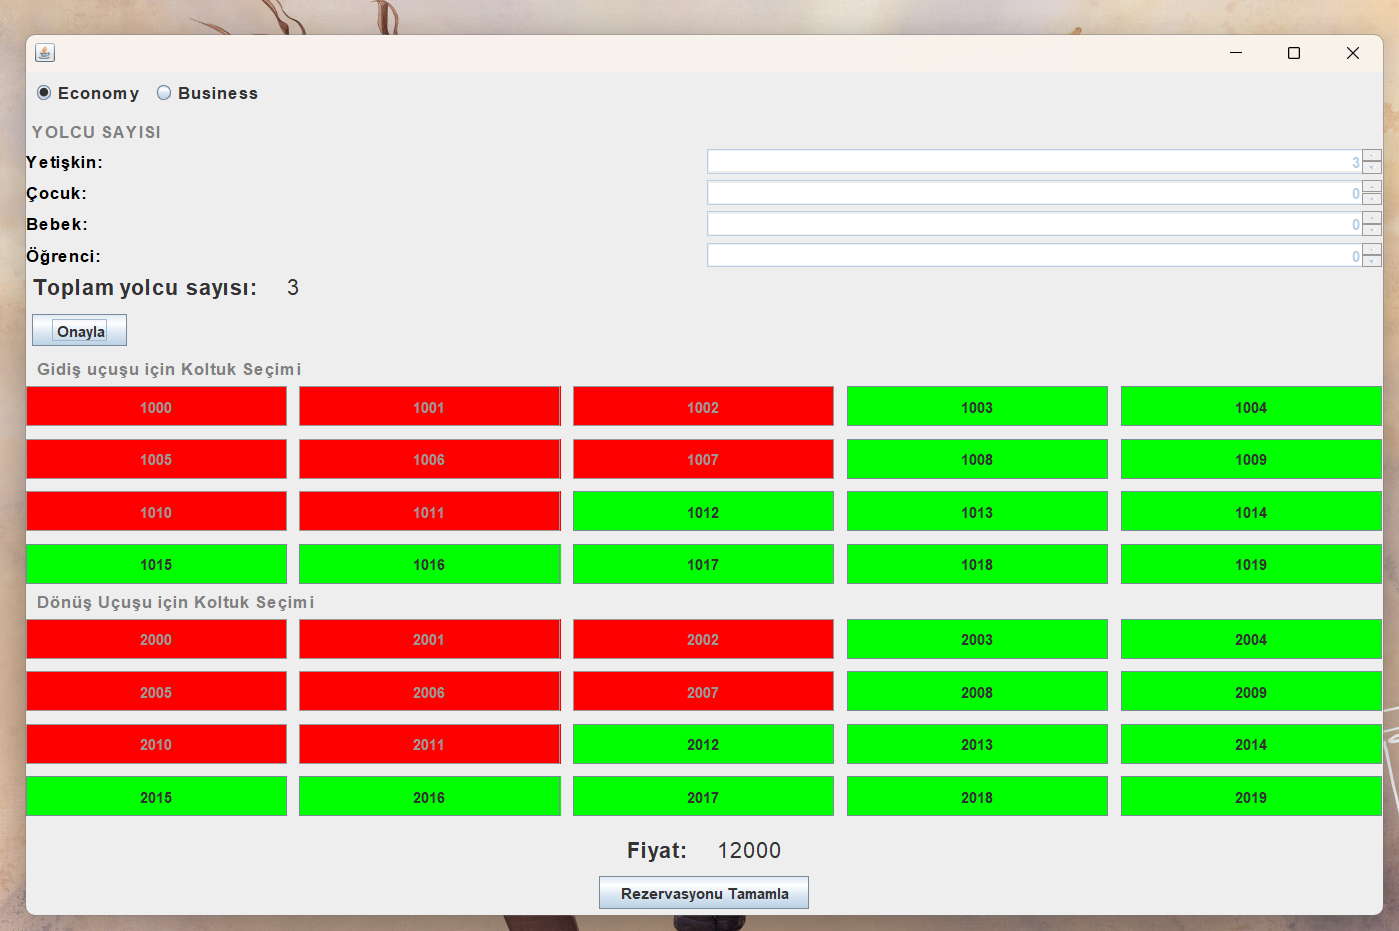 Economy Business
YOLCU SAYISI
Yetişkin: 3
Çocuk: 0
Bebek: 0
Öğrenci: 0
Toplam yolcu sayısı: 3
Onayla
Gidiş uçuşu için Koltuk Seçimi
1000 1001 1002 1003 1004
1005 1006 1007 1008 1009
1010 1011 1012 1013 1014
1015 1016 1017 1018 1019
Dönüş Uçuşu için Koltuk Seçimi
2000 2001 2002 2003 2004
2005 2006 2007 2008 2009
2010 2011 2012 2013 2014
2015 2016 2017 2018 2019
Fiyat: 12000
Rezervasyonu Tamamla